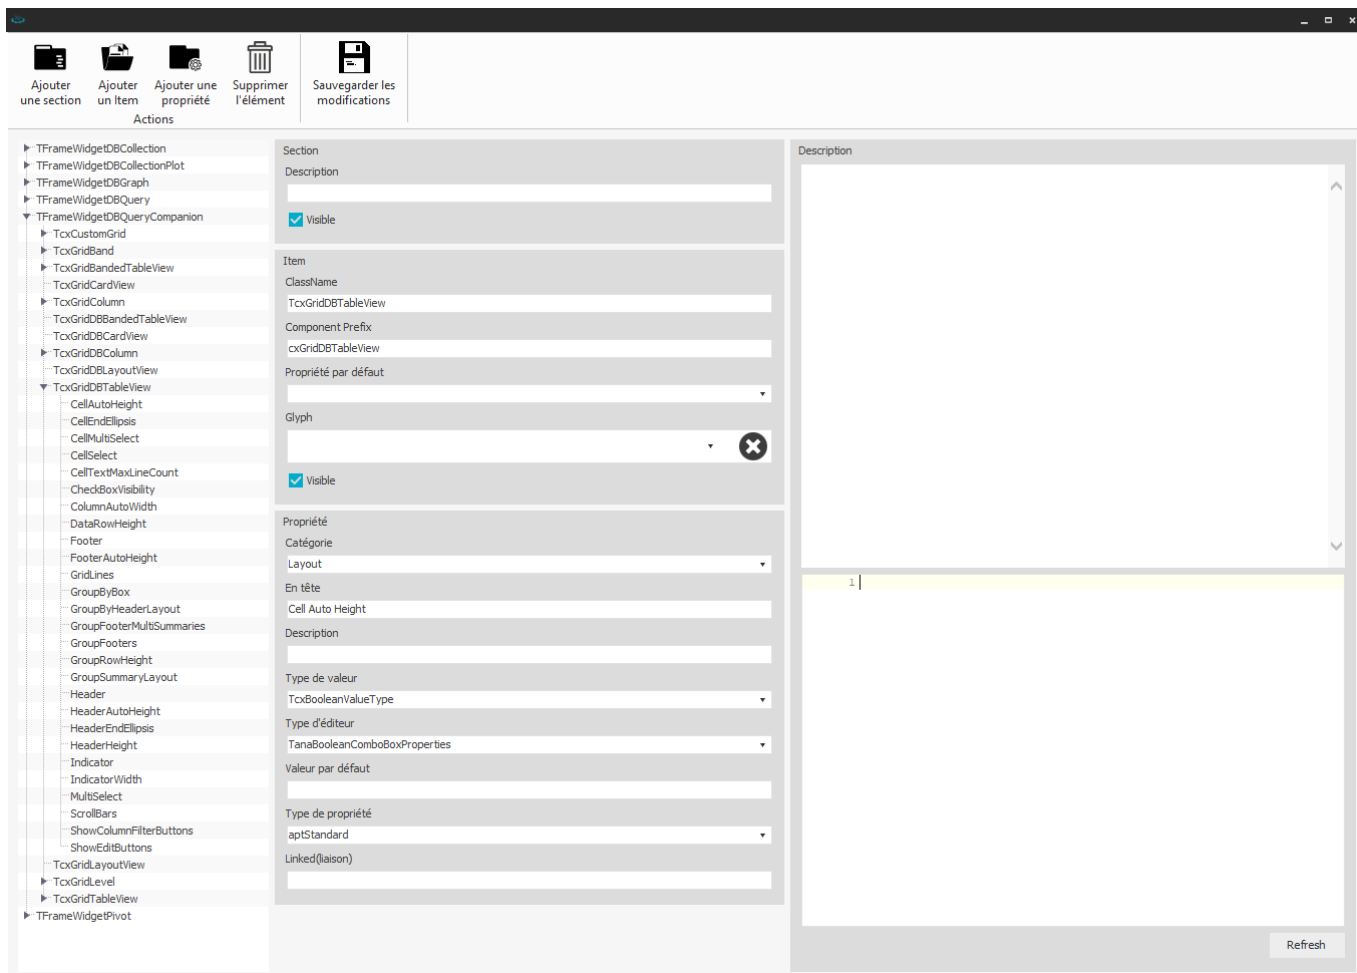 Ajouter
une section
Ajouter
un Item
Ajouter une
propriété
Supprimer
l'élément
Sauvegarder les
modifications
Actions
TFrameWidgetDBCollection
TFrameWidgetDBCollectionPlot
TFrameWidgetDBGraph
TFrameWidgetDBQuery
TFrameWidgetDBQueryCompanion
TcxCustomGrid
TcxGridBand
TcxGridBandedTableView
TcxGridCardView
TcxGridColumn
TcxGridDBBandedTableView
TcxGridDBCardView
TcxGridDBColumn
TcxGridDBLayoutView
TcxGridDBTableView
CellAutoHeight
CellEndEllipsis
CellMultiSelect
CellSelect
CellTextMaxLineCount
CheckBoxVisibility
ColumnAutoWidth
DataRowHeight
Footer
FooterAutoHeight
GridLines
GroupByBox
GroupByHeaderLayout
GroupFooterMultiSummaries
GroupFooters
GroupRowHeight
GroupSummaryLayout
Header
HeaderAutoHeight
HeaderEndEllipsis
HeaderHeight
Indicator
IndicatorWidth
MultiSelect
ScrollBars
ShowColumnFilterButtons
ShowEditButtons
TcxGridLayoutView
TcxGridLevel
TcxGridTableView
TFrameWidgetPivot
Section
Description
Visible
Item
ClassName
TcxGridDBTableView
Component Prefix
cxGridDBTableView
Propriété par défaut
Glyph
Visible
Propriété
Catégorie
Layout
En tête
Cell Auto Height
Description
Type de valeur
TcxBooleanValueType
Type d'éditeur
TanaBooleanComboBoxProperties
Valeur par défaut
Type de propriété
aptStandard
Linked(liaison)
Description
1
Refresh